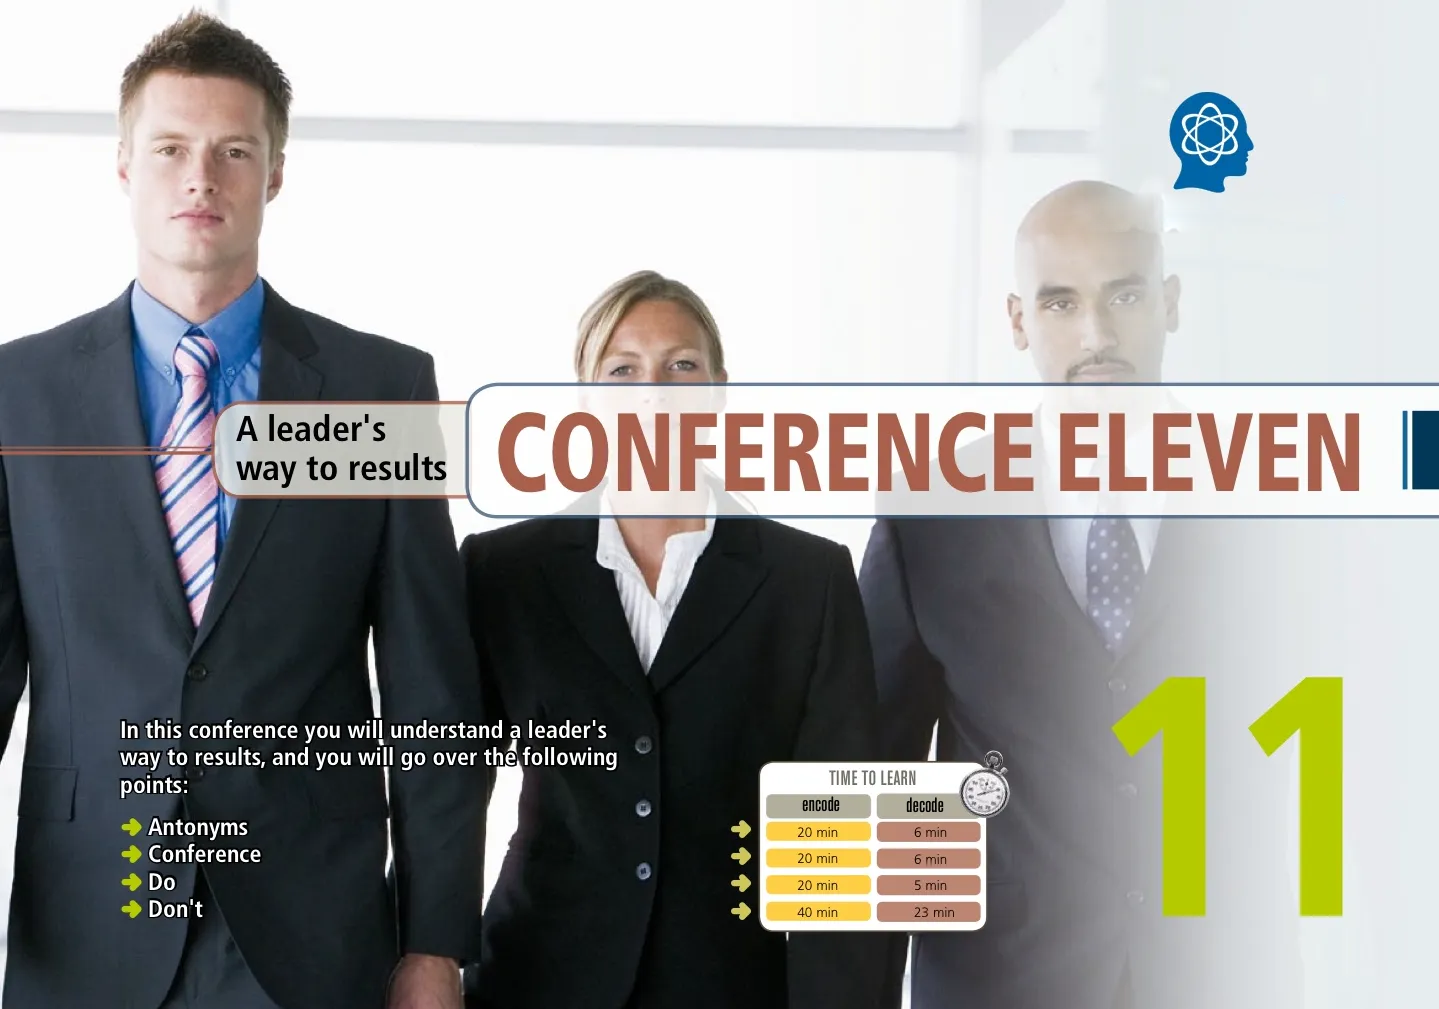 A leader's
way to results
CONFERENCE ELEVEN
In this conference you will understand a leader's
way to results, and you will go over the following
points:
Antonyms
Conference
Do
Don't
TIME TO LEARN
encode decode
20 min 6 min
20 min 6 min
20 min 5 min
40 min 23 min
11